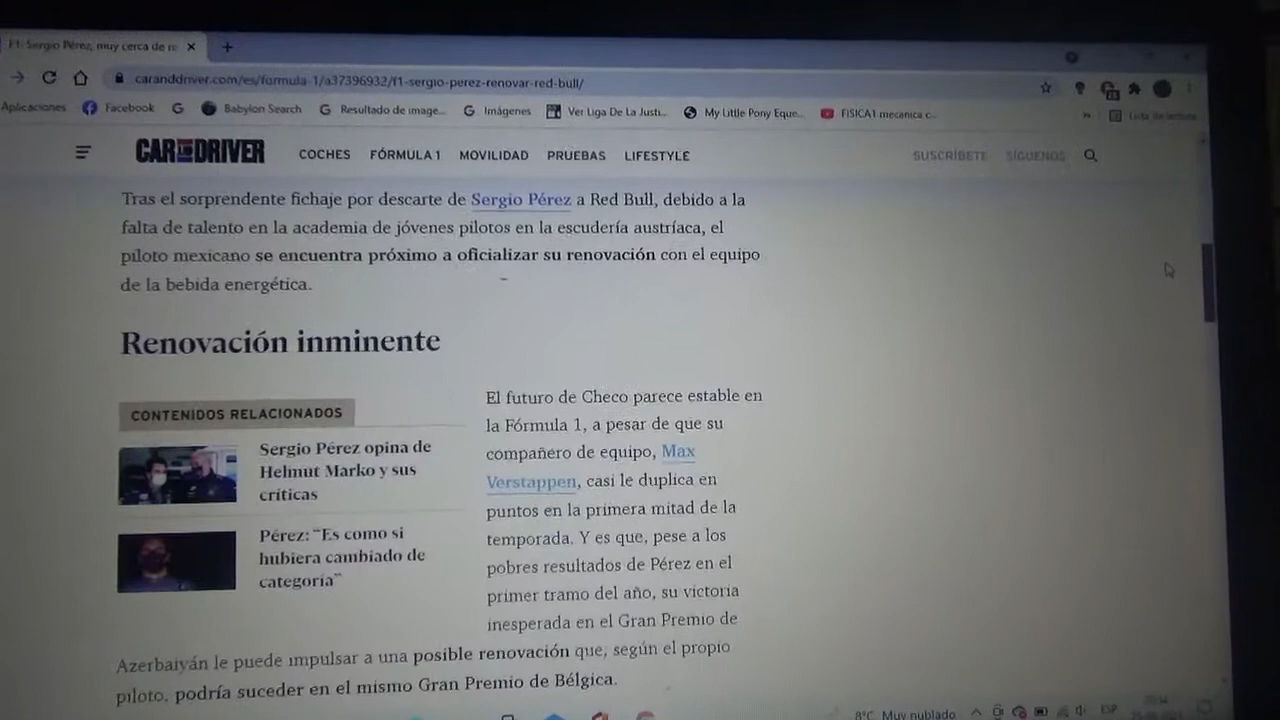 F1: Sergio Pérez, muy cerca de re
caranddriver.com/es/formula-1/a37396932/f1-sergio-perez-renovar-red-bull/
Aplicaciones Facebook Babylon Search Resultado de image... Imágenes Ver Liga De La Justi... My Little Pony Eque... FISICA1 mecanica c... » Lista de lectura
CAR AND DRIVER COCHES FÓRMULA 1 MOVILIDAD PRUEBAS LIFESTYLE SUSCRÍBETE SÍGUENOS
Tras el sorprendente fichaje por descarte de Sergio Pérez a Red Bull, debido a la
falta de talento en la academia de jóvenes pilotos en la escudería austríaca, el
piloto mexicano se encuentra próximo a oficializar su renovación con el equipo
de la bebida energética.
Renovación inminente
CONTENIDOS RELACIONADOS
Sergio Pérez opina de
Helmut Marko y sus
críticas
Pérez: “Es como si
hubiera cambiado de
categoría”
El futuro de Checo parece estable en
la Fórmula 1, a pesar de que su
compañero de equipo, Max
Verstappen, casi le duplica en
puntos en la primera mitad de la
temporada. Y es que, pese a los
pobres resultados de Pérez en el
primer tramo del año, su victoria
inesperada en el Gran Premio de
Azerbaiyán le puede impulsar a una posible renovación que, según el propio
piloto, podría suceder en el mismo Gran Premio de Bélgica.
8°C Muy nublado ESP